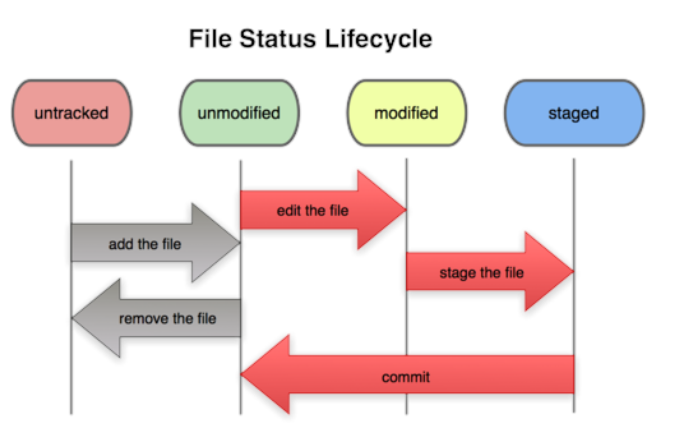 File Status Lifecycle
untracked
unmodified
modified
staged
edit the file
add the file
stage the file
remove the file
commit